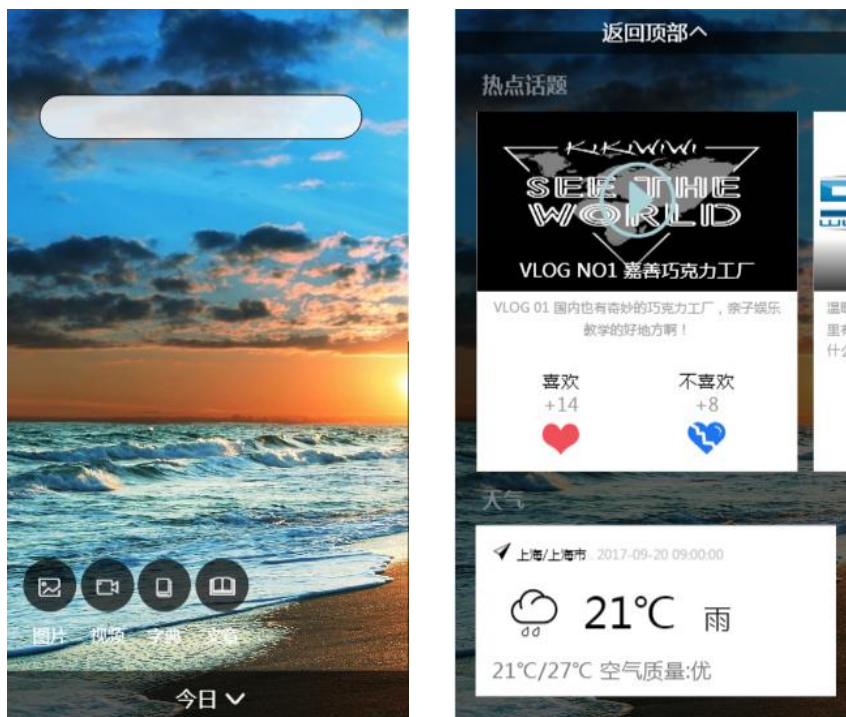 图片 视频 字典 文章
今日
返回顶部
热点话题
KIKIWIWI
SEE THE
WORLD
VLOG NO1 嘉善巧克力工厂
VLOG 01 国内也有奇妙的巧克力工厂，亲子娱乐
教学的好地方啊！
喜欢 不喜欢
+14 +8
天气
上海/上海市 2017-09-20 09:00:00
21℃ 雨
21℃/27℃ 空气质量:优